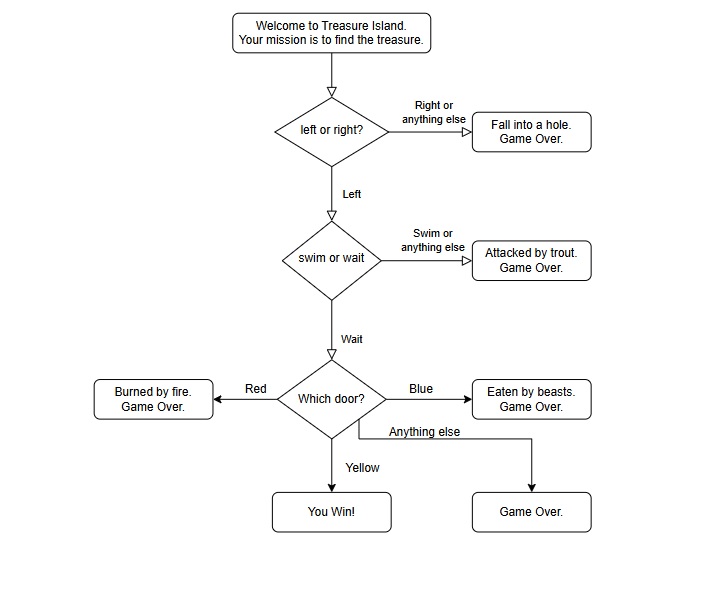 Welcome to Treasure Island.
Your mission is to find the treasure.
left or right?
Right or
anything else
Fall into a hole.
Game Over.
Left
swim or wait
Swim or
anything else
Attacked by trout.
Game Over.
Wait
Burned by fire.
Game Over.
Red
Which door?
Blue
Eaten by beasts.
Game Over.
Anything else
Yellow
You Win!
Game Over.